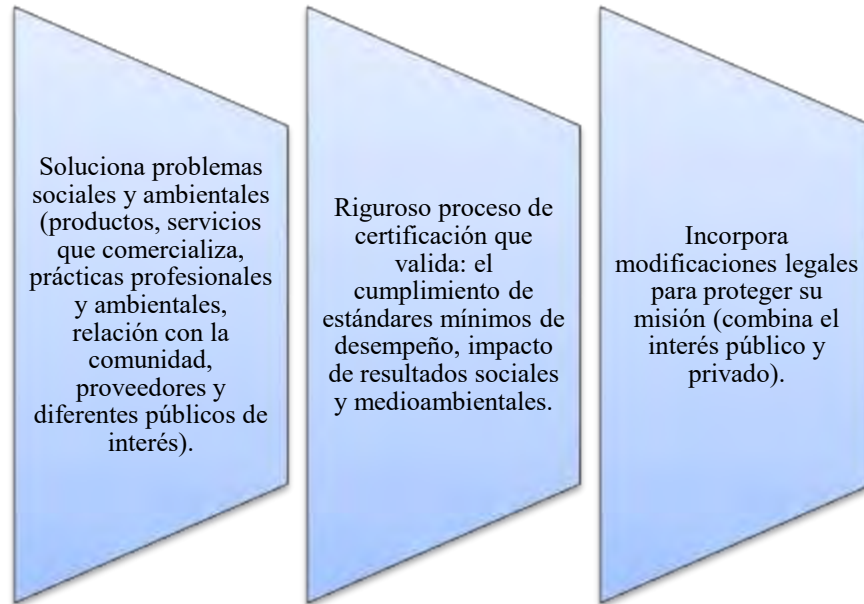 Soluciona problemas
sociales y ambientales
(productos, servicios
que comercializa,
prácticas profesionales
y ambientales,
relación con la
comunidad,
proveedores y
diferentes públicos de
interés).
Riguroso proceso de
certificación que
valida: el
cumplimiento de
estándares mínimos de
desempeño, impacto
de resultados sociales
y medioambientales.
Incorpora
modificaciones legales
para proteger su
misión (combina el
interés público y
privado).